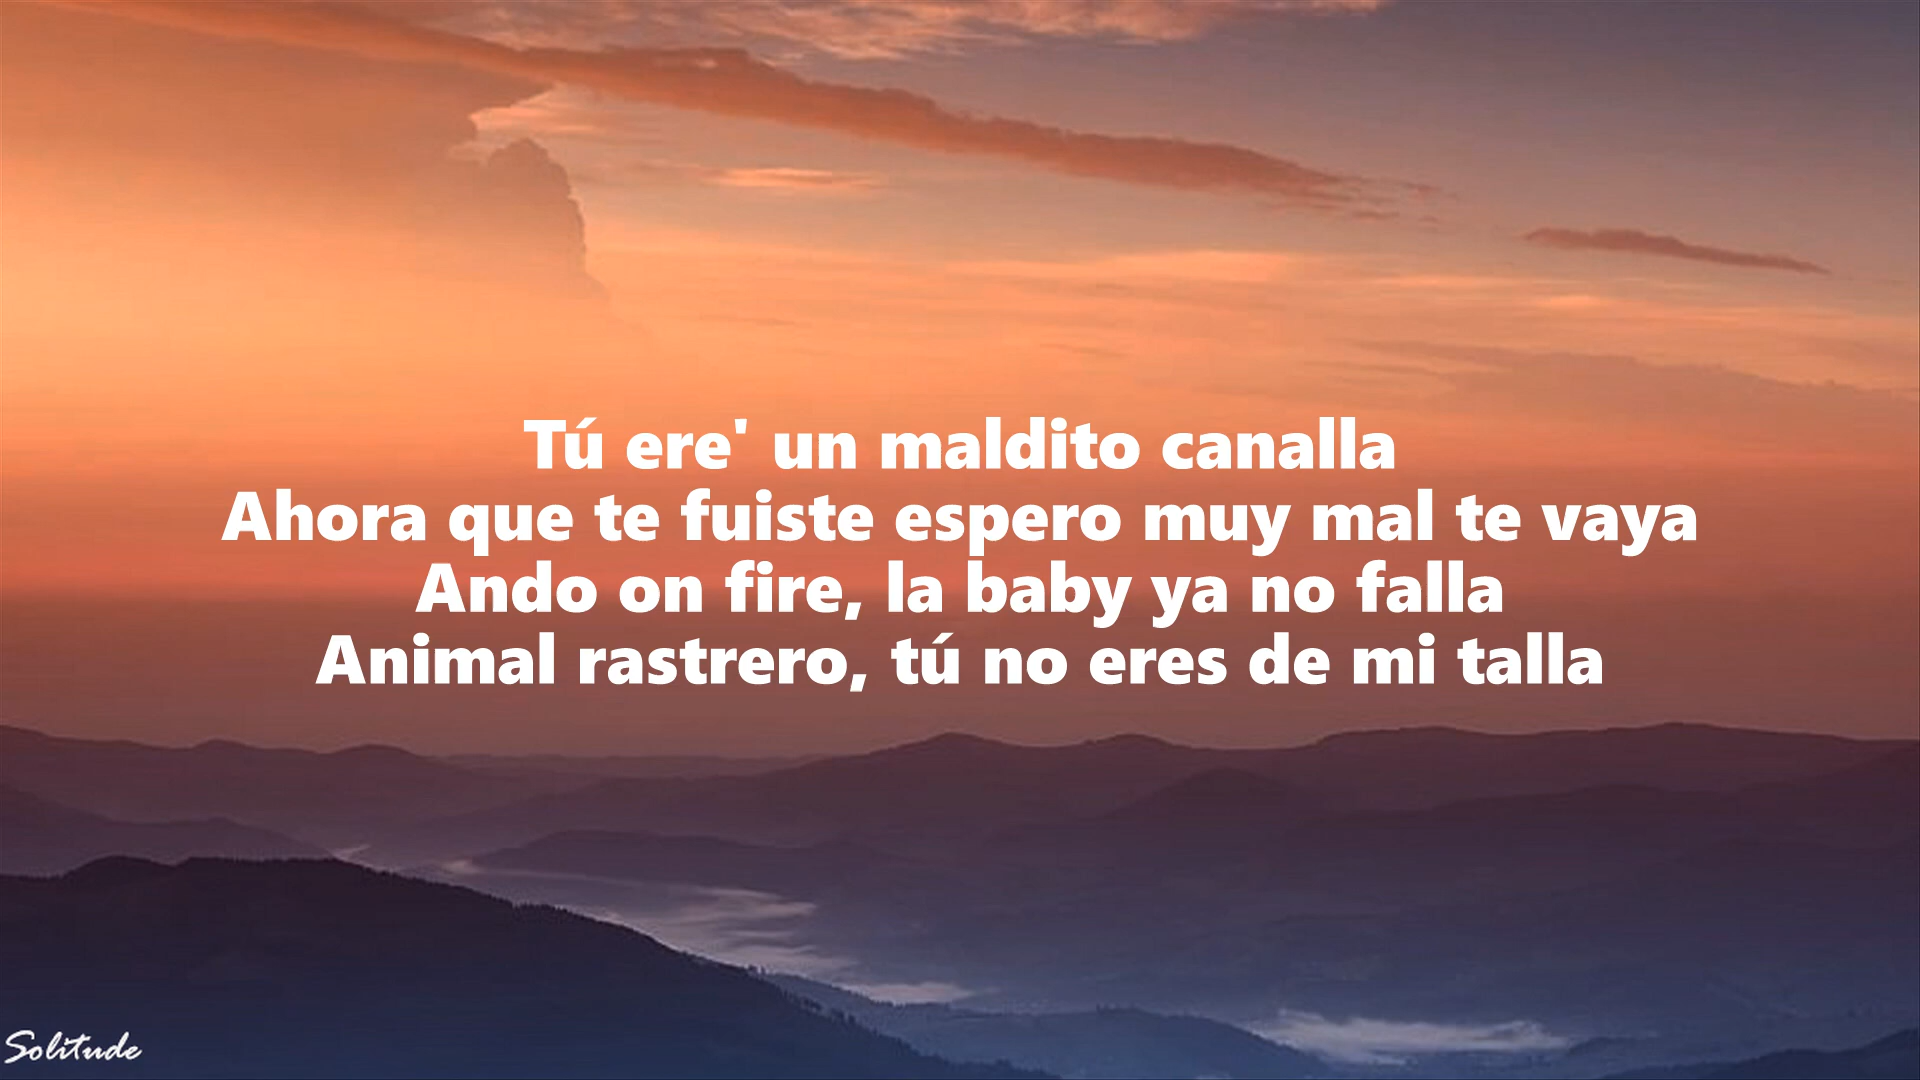 Tú ere' un maldito canalla
Ahora que te fuiste espero muy mal te vaya
Ando on fire, la baby ya no falla
Animal rastrero, tú no eres de mi talla
Solitude